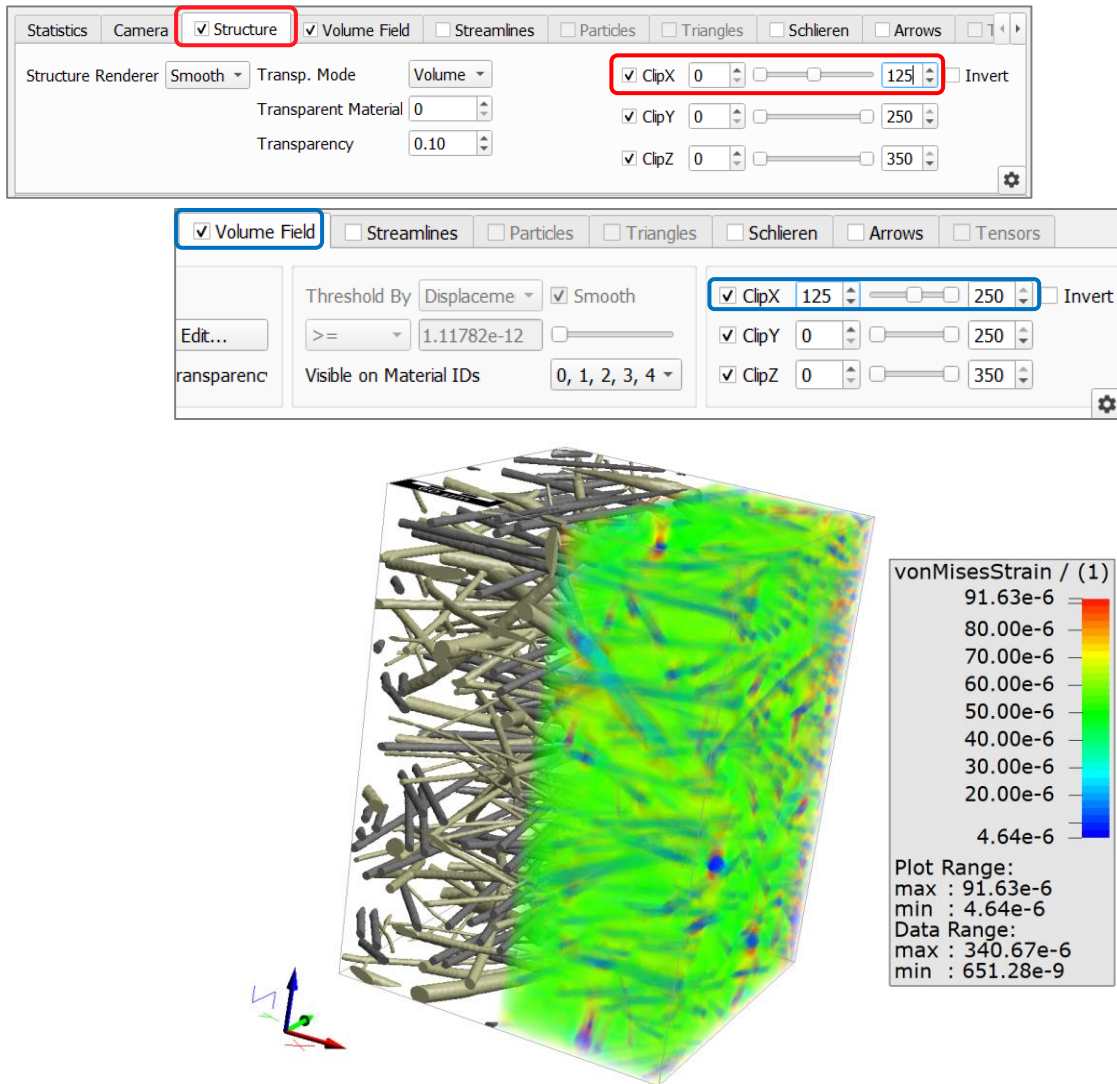 Statistics Camera Structure Volume Field Streamlines Particles Triangles Schlieren Arrows
Structure Renderer Smooth Transp. Mode Volume ClipX 0 125 Invert
Transparent Material 0 ClipY 0 250
Transparency 0.10 ClipZ 0 350
Volume Field Streamlines Particles Triangles Schlieren Arrows Tensors
Threshold By Displaceme Smooth ClipX 125 250 Invert
Edit... >= 1.11782e-12 ClipY 0 250
ransparenc Visible on Material IDs 0, 1, 2, 3, 4 ClipZ 0 350
vonMisesStrain / (1)
91.63e-6
80.00e-6
70.00e-6
60.00e-6
50.00e-6
40.00e-6
30.00e-6
20.00e-6
4.64e-6
Plot Range:
max : 91.63e-6
min : 4.64e-6
Data Range:
max : 340.67e-6
min : 651.28e-9
Z
Y
X